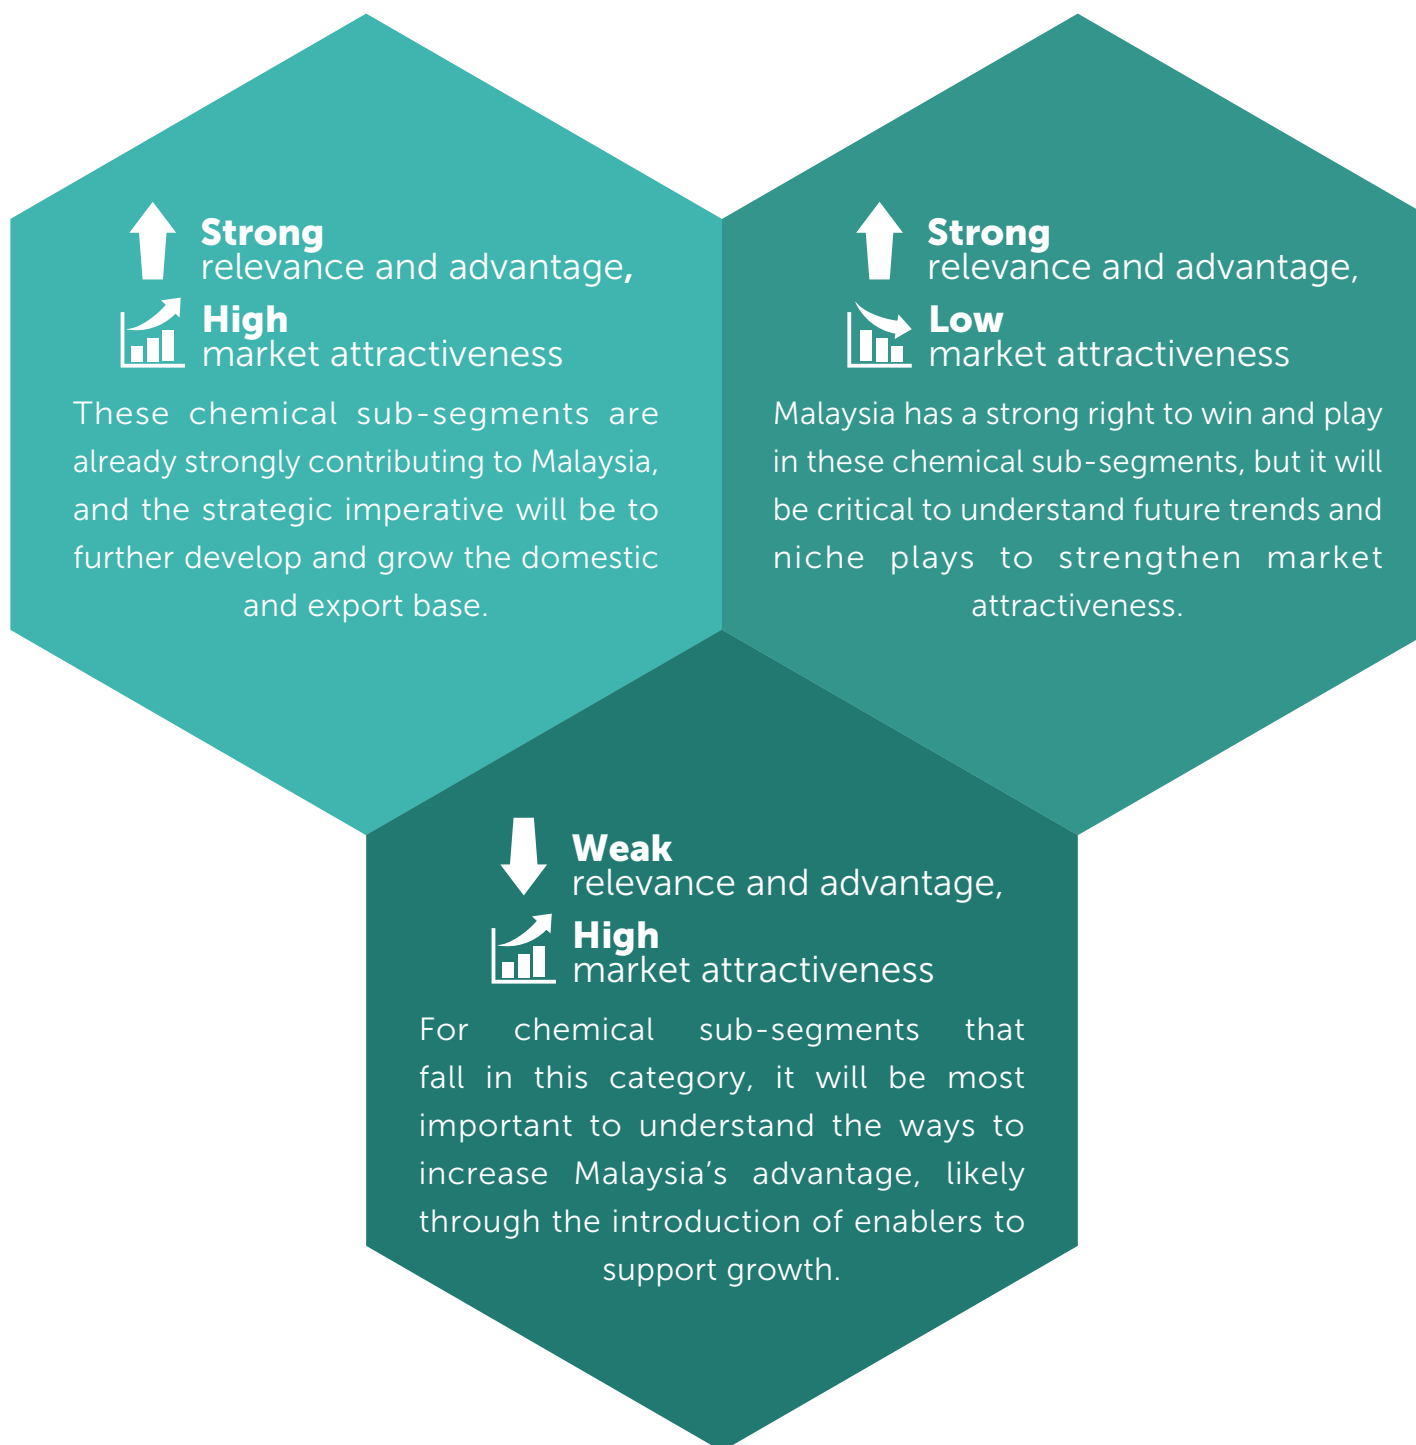 Strong
relevance and advantage,
High
market attractiveness
These chemical sub-segments are
already strongly contributing to Malaysia,
and the strategic imperative will be to
further develop and grow the domestic
and export base.
Strong
relevance and advantage,
Low
market attractiveness
Malaysia has a strong right to win and play
in these chemical sub-segments, but it will
be critical to understand future trends and
niche plays to strengthen market
attractiveness.
Weak
relevance and advantage,
High
market attractiveness
For chemical sub-segments that
fall in this category, it will be most
important to understand the ways to
increase Malaysia’s advantage, likely
through the introduction of enablers to
support growth.